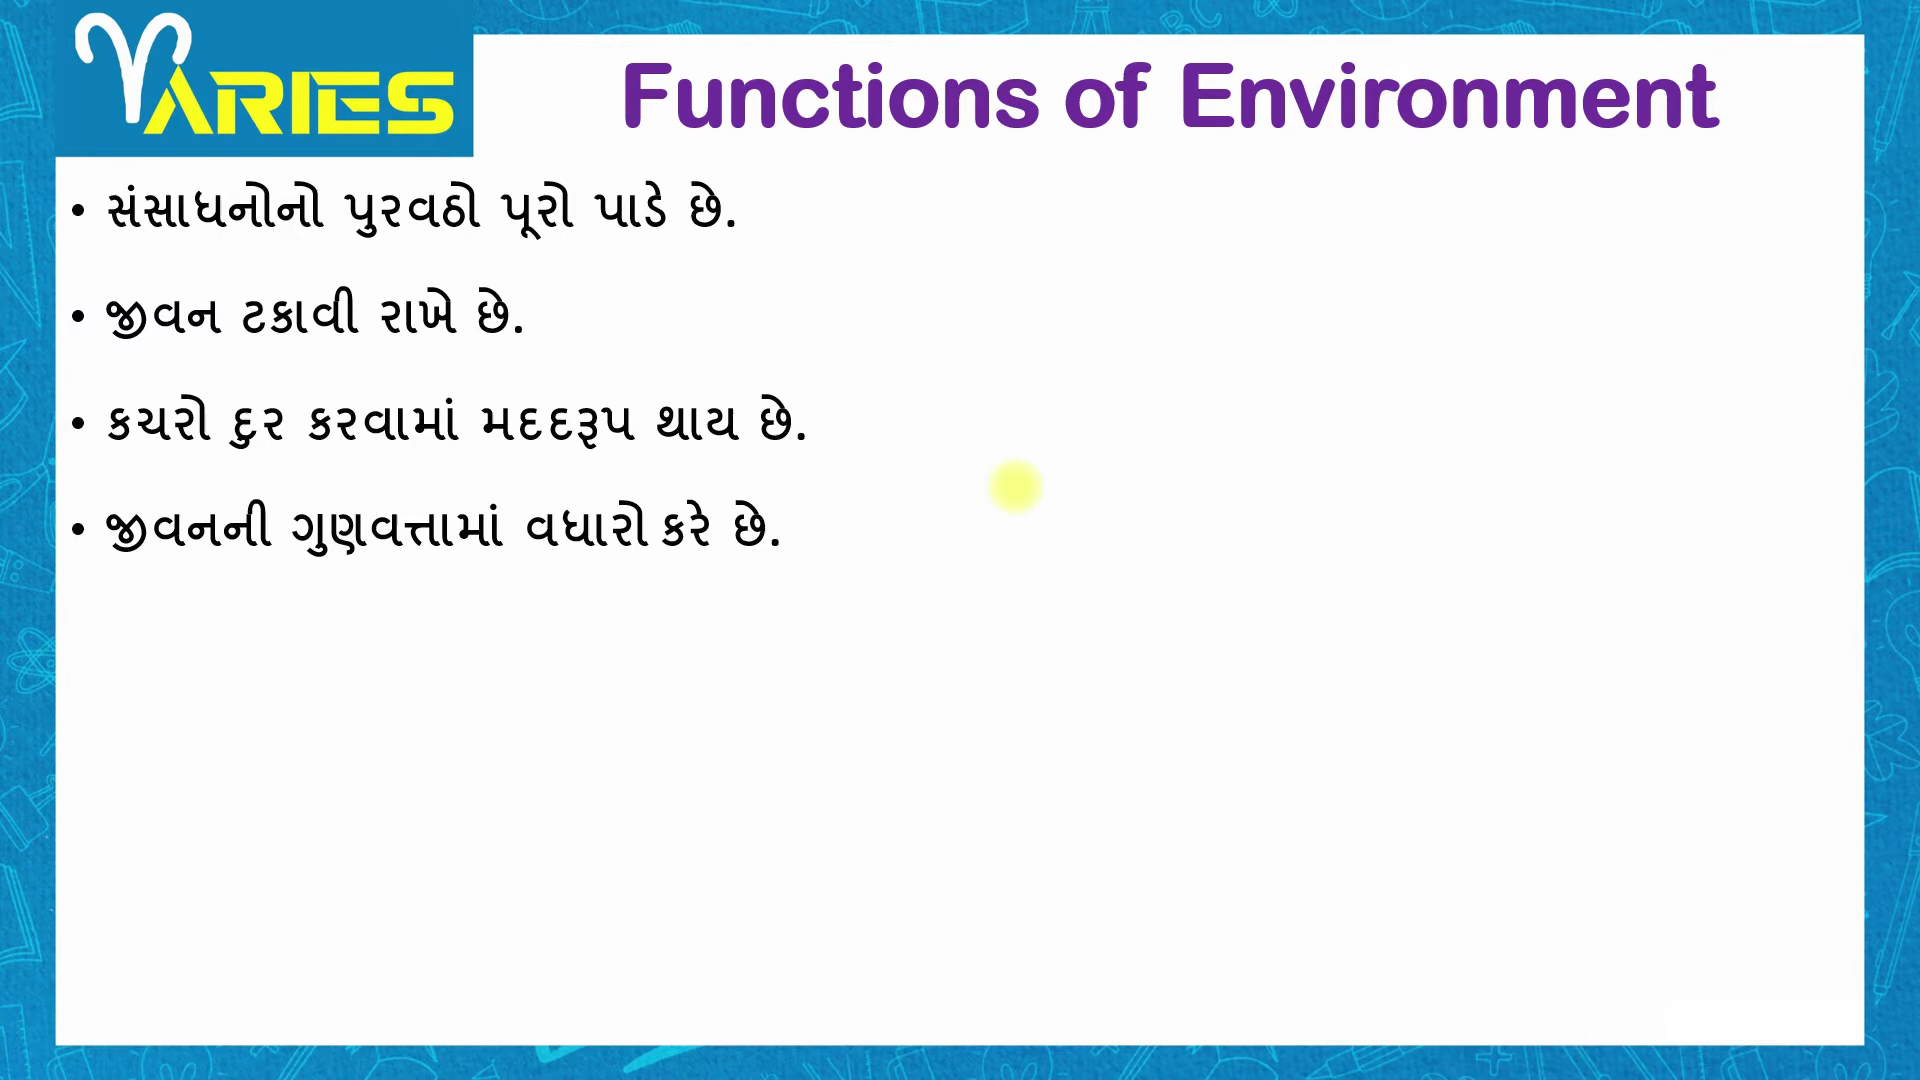 ARIES
Functions of Environment
• સંસાધનોનો પુરવઠો પૂરો પાડે છે.
• જીવન ટકાવી રાખે છે.
• કચરો દુર કરવામાં મદદરૂપ થાય છે.
• જીવનની ગુણવત્તામાં વધારો કરે છે.